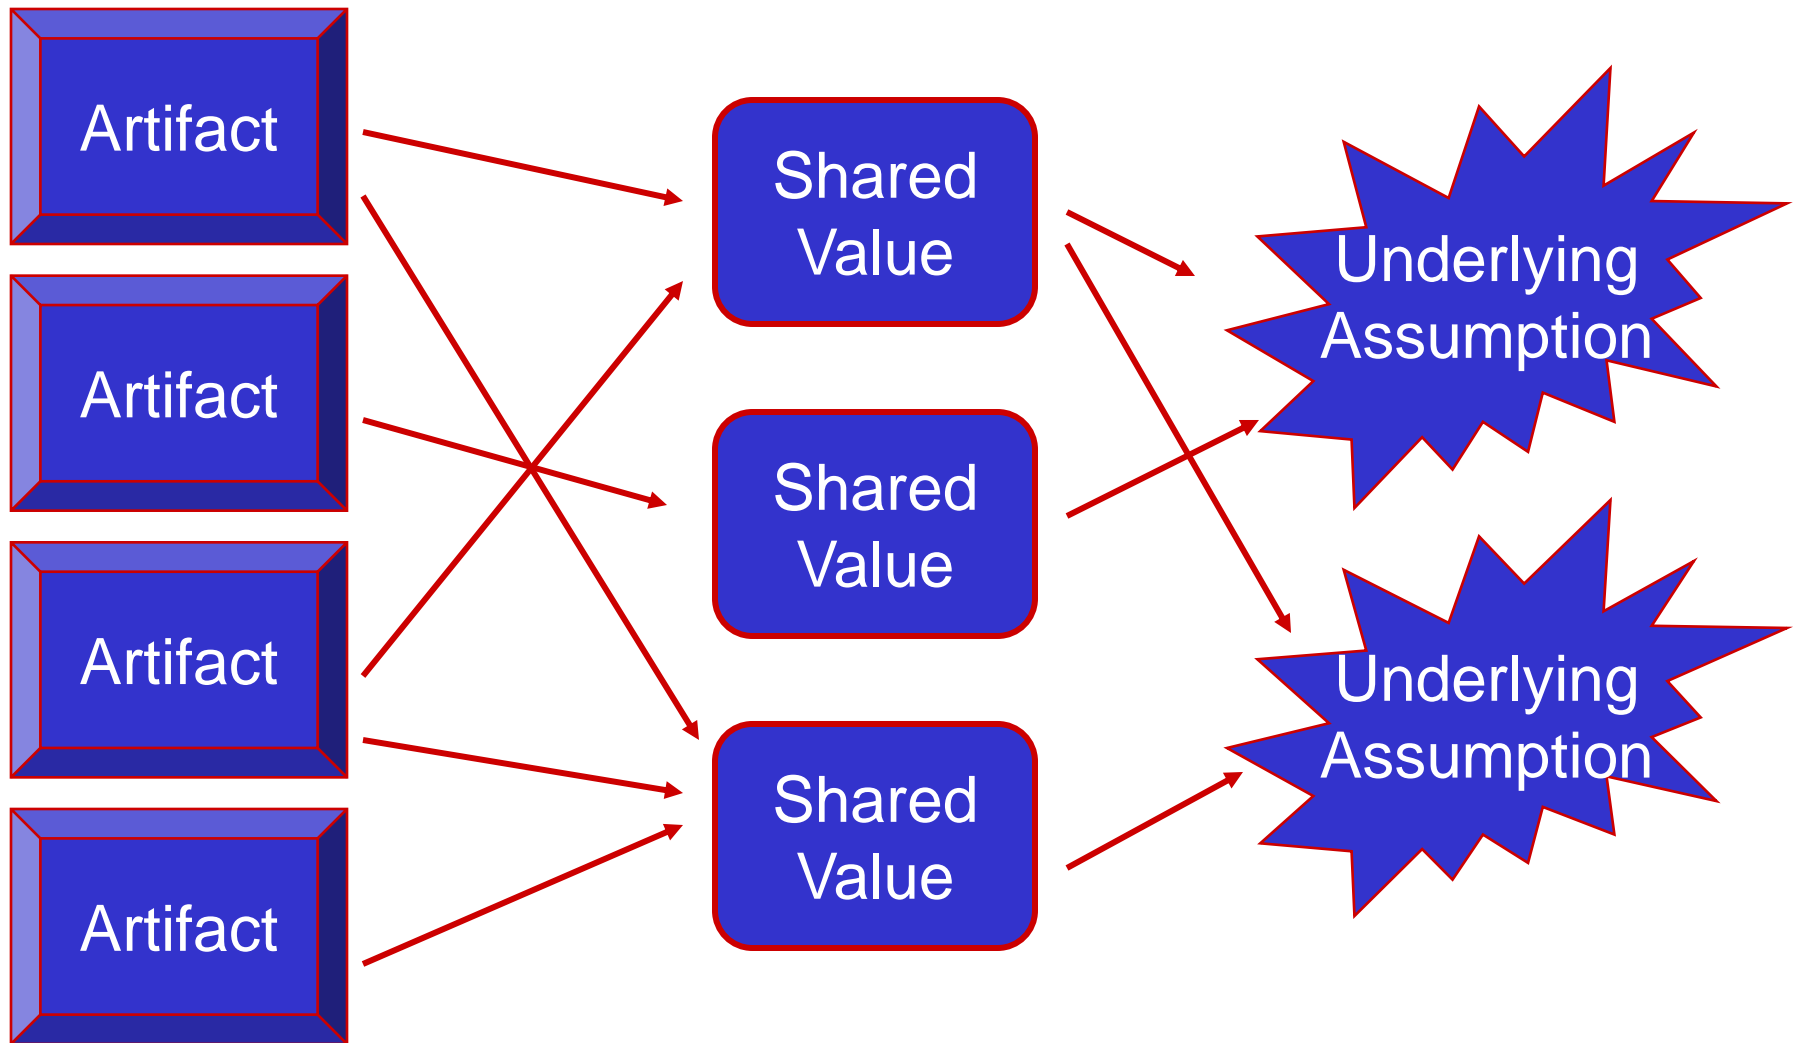 Artifact
Artifact
Artifact
Artifact
Shared
Value
Shared
Value
Shared
Value
Underlying
Assumption
Underlying
Assumption